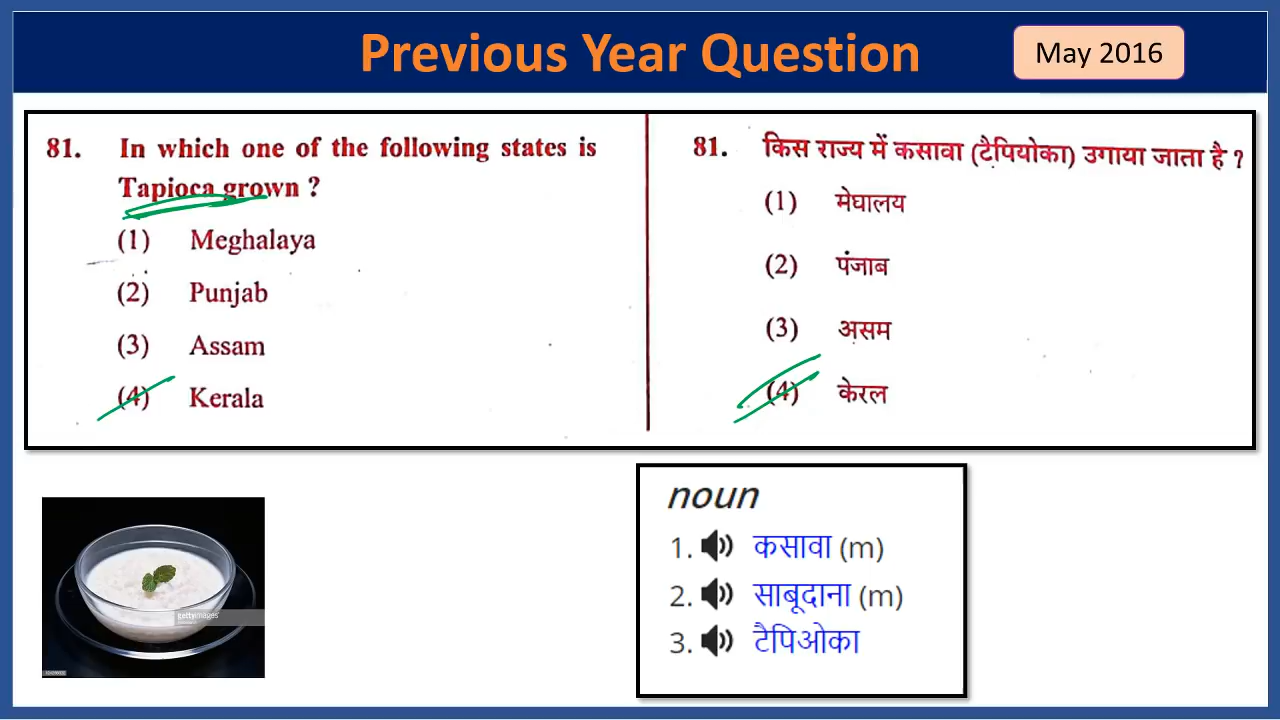 Previous Year Question
May 2016
81. In which one of the following states is
Tapioca grown ?
(1) Meghalaya
(2) Punjab
(3) Assam
(4) Kerala
81. किस राज्य में कसावा (टैपियोका) उगाया जाता है ?
(1) मेघालय
(2) पंजाब
(3) असम
(4) केरल
gettyimages
noun
1. कसावा (m)
2. साबूदाना (m)
3. टैपिओका